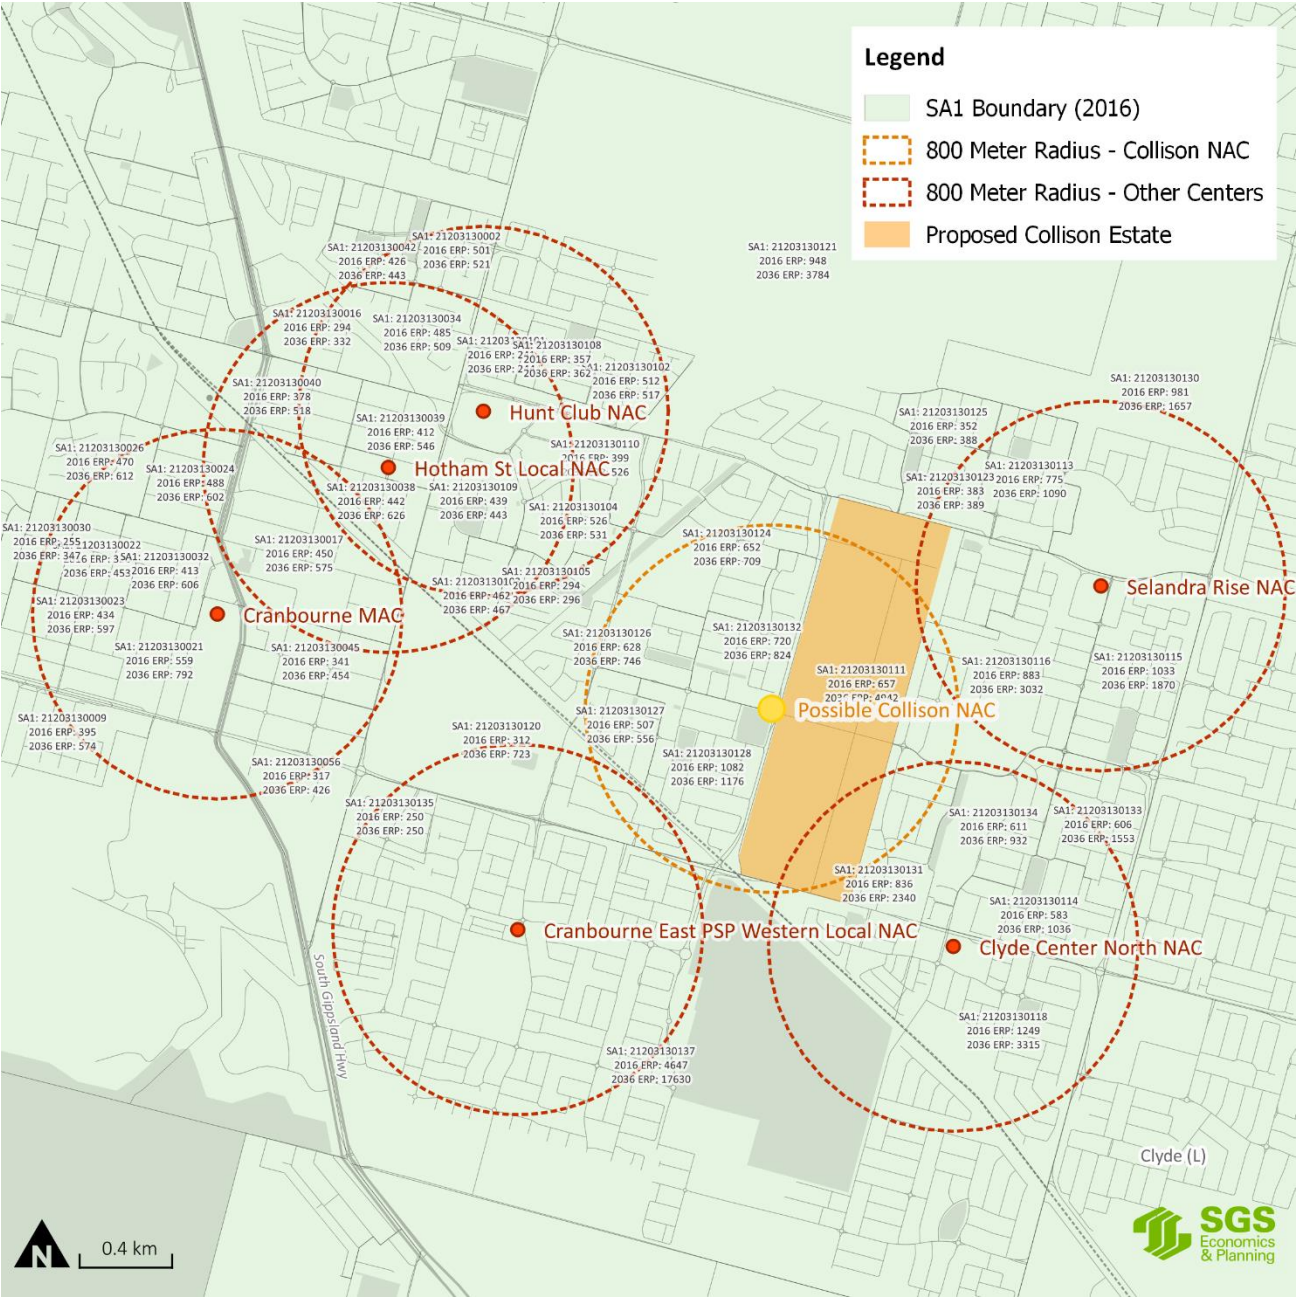 Legend
SA1 Boundary (2016)
800 Meter Radius - Collison NAC
800 Meter Radius - Other Centers
Proposed Collison Estate
SA1: 21203130002
2016 ERP: 501
2036 ERP: 521
SA1: 21203130042
2016 ERP: 426
2036 ERP: 443
SA1: 21203130121
2016 ERP: 948
2036 ERP: 3784
SA1: 21203130016
2016 ERP: 294
2036 ERP: 332
SA1: 21203130034
2016 ERP: 485
2036 ERP: 509
SA1:
2016 ERP:
2036 ERP:
SA1: 21203130108
2016 ERP: 357
2036 ERP: 362
SA1: 21203130102
2016 ERP: 512
2036 ERP: 517
SA1: 21203130040
2016 ERP: 378
2036 ERP: 518
SA1: 21203130130
2016 ERP: 981
2036 ERP: 1657
Hunt Club NAC
SA1: 21203130039
2016 ERP: 412
2036 ERP: 546
SA1: 21203130125
2016 ERP: 352
2036 ERP: 388
SA1: 21203130110
2016 ERP: 399
526
SA1: 21203130026
2016 ERP: 470
2036 ERP: 612
SA1: 21203130024
2016 ERP: 488
2036 ERP: 602
Hotham St Local NAC
SA1: 21203130113
2016 ERP: 775
2036 ERP: 1090
SA1: 21203130123
2016 ERP: 383
2036 ERP: 389
SA1: 21203130038
2016 ERP: 442
2036 ERP: 626
SA1: 21203130109
2016 ERP: 439
2036 ERP: 443
SA1: 21203130104
2016 ERP: 526
2036 ERP: 531
SA1: 21203130030
2016 ERP: 255
2036 ERP: 347
SA1: 21203130022
2016 ERP:
2036 ERP: 453
SA1: 21203130032
2016 ERP: 413
2036 ERP: 606
SA1: 21203130017
2016 ERP: 450
2036 ERP: 575
SA1: 21203130124
2016 ERP: 652
2036 ERP: 709
SA1:
2016 ERP: 462
2036 ERP: 467
SA1: 21203130105
2016 ERP: 294
2036 ERP: 296
Selandra Rise NAC
SA1: 21203130023
2016 ERP: 434
2036 ERP: 597
Cranbourne MAC
SA1: 21203130021
2016 ERP: 559
2036 ERP: 792
SA1: 21203130045
2016 ERP: 341
2036 ERP: 454
SA1: 21203130126
2016 ERP: 628
2036 ERP: 746
SA1: 21203130132
2016 ERP: 720
2036 ERP: 824
SA1: 21203130111
2016 ERP: 657
2036 ERP: 4942
SA1: 21203130116
2016 ERP: 883
2036 ERP: 3032
SA1: 21203130115
2016 ERP: 1033
2036 ERP: 1870
Possible Collison NAC
SA1: 21203130009
2016 ERP: 395
2036 ERP: 574
SA1: 21203130120
2016 ERP: 312
2036 ERP: 723
SA1: 21203130127
2016 ERP: 507
2036 ERP: 556
SA1: 21203130128
2016 ERP: 1082
2036 ERP: 1176
SA1: 21203130056
2016 ERP: 317
2036 ERP: 426
SA1: 21203130135
2016 ERP: 250
2036 ERP: 250
SA1: 21203130134
2016 ERP: 611
2036 ERP: 932
SA1: 21203130133
2016 ERP: 606
2036 ERP: 1553
SA1: 21203130131
2016 ERP: 836
2036 ERP: 2340
SA1: 21203130114
2016 ERP: 583
2036 ERP: 1036
Cranbourne East PSP Western Local NAC
Clyde Center North NAC
South Gippsland Hwy
SA1: 21203130118
2016 ERP: 1249
2036 ERP: 3315
SA1: 21203130137
2016 ERP: 4647
2036 ERP: 17630
Clyde (L)
N
0.4 km
SGS
Economics
& Planning